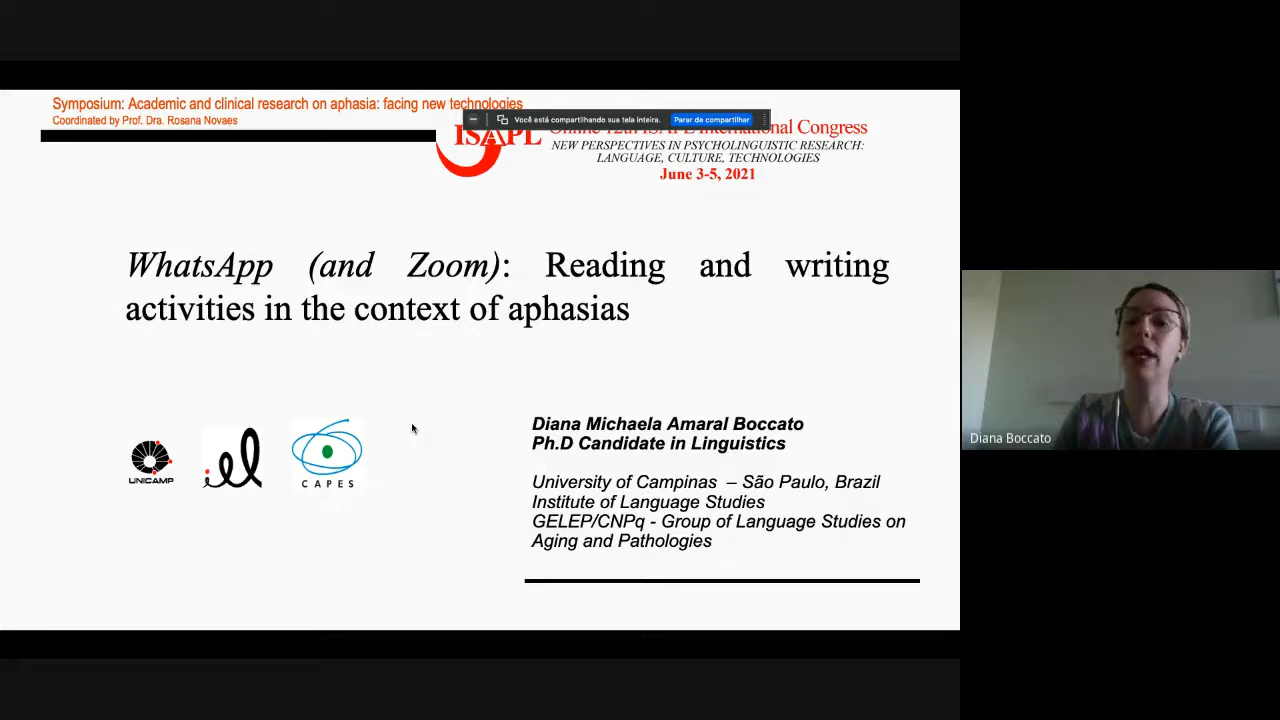 Symposium: Academic and clinical research on aphasia: facing new technologies
Coordinated by Prof. Dra. Rosana Novaes
Você está compartilhando sua tela inteira. Parar de compartilhar
ISAPL
Online 12th ISAPL International Congress
NEW PERSPECTIVES IN PSYCHOLINGUISTIC RESEARCH:
LANGUAGE, CULTURE, TECHNOLOGIES
June 3-5, 2021
WhatsApp (and Zoom): Reading and writing
activities in the context of aphasias
Diana Michaela Amaral Boccato
Ph.D Candidate in Linguistics
University of Campinas – São Paulo, Brazil
Institute of Language Studies
GELEP/CNPq - Group of Language Studies on
Aging and Pathologies
UNICAMP
iel
CAPES
Diana Boccato